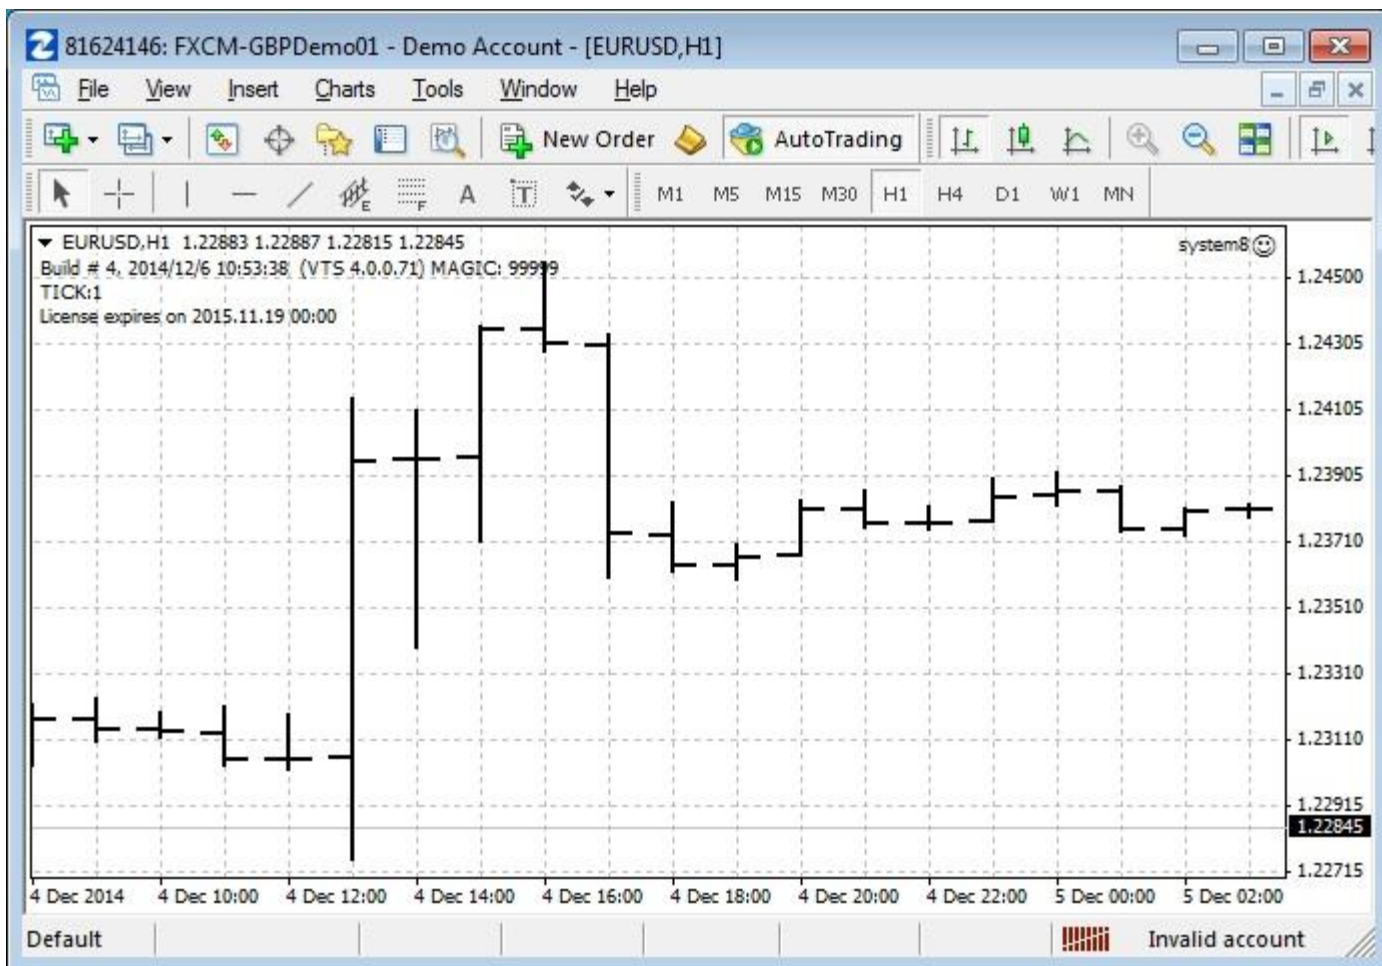 81624146: FXCM-GBPDemo01 - Demo Account - [EURUSD,H1]
File View Insert Charts Tools Window Help
New Order AutoTrading
E F A T M1 M5 M15 M30 H1 H4 D1 W1 MN
EURUSD,H1 1.22883 1.22887 1.22815 1.22845
system8
Build # 4, 2014/12/6 10:53:38 (VTS 4.0.0.71) MAGIC: 99999
TICK:1
License expires on 2015.11.19 00:00
1.24500
1.24305
1.24105
1.23905
1.23710
1.23510
1.23310
1.23110
1.22915
1.22845
1.22715
4 Dec 2014 4 Dec 10:00 4 Dec 12:00 4 Dec 14:00 4 Dec 16:00 4 Dec 18:00 4 Dec 20:00 4 Dec 22:00 5 Dec 00:00 5 Dec 02:00
Default Invalid account